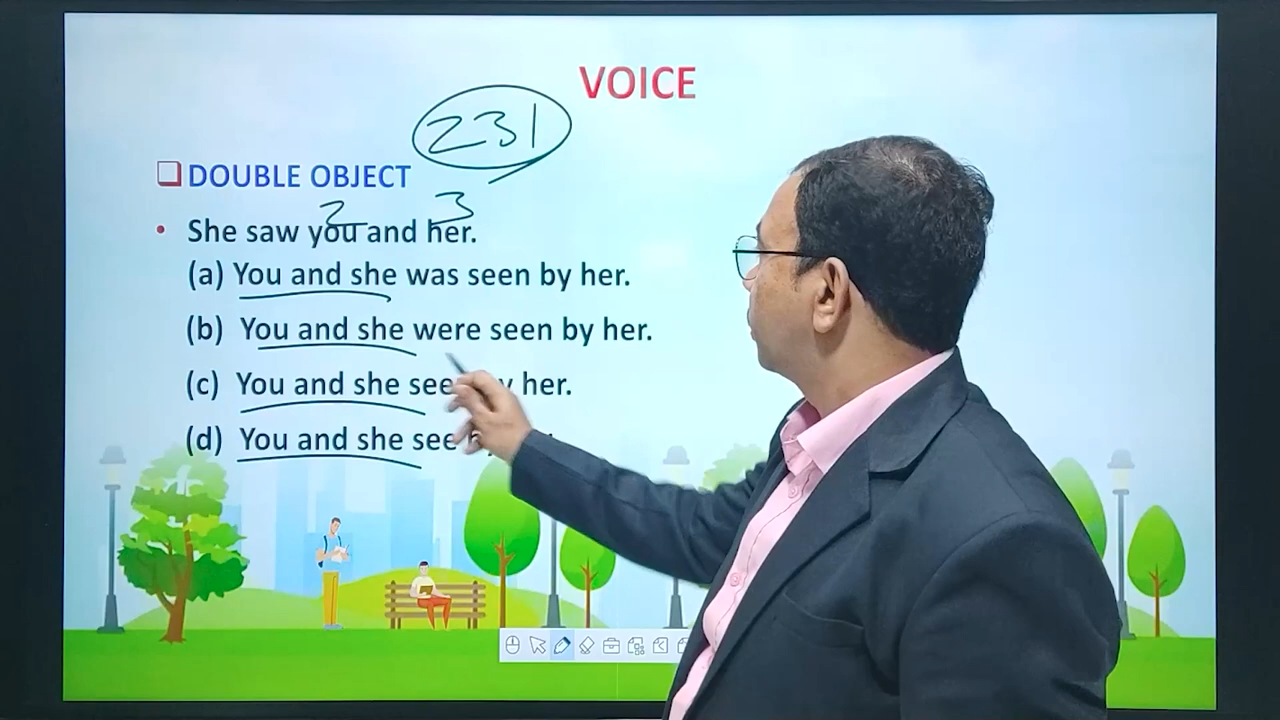 VOICE
231
DOUBLE OBJECT
2 3
• She saw you and her.
(a) You and she was seen by her.
(b) You and she were seen by her.
(c) You and she see her.
(d) You and she see